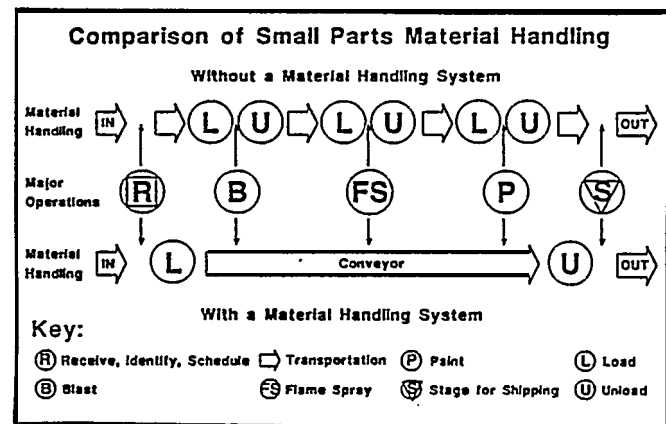 Comparison of Small Parts Material Handling
Without a Material Handling System
Material Handling
IN
L U L U L U
OUT
Major Operations
R B FS P S
Material Handling
IN
L
Conveyor
U
OUT
With a Material Handling System
Key:
R Receive, Identify, Schedule
Transportation
P Paint
L Load
B Blast
FS Flame Spray
S Stage for Shipping
U Unload